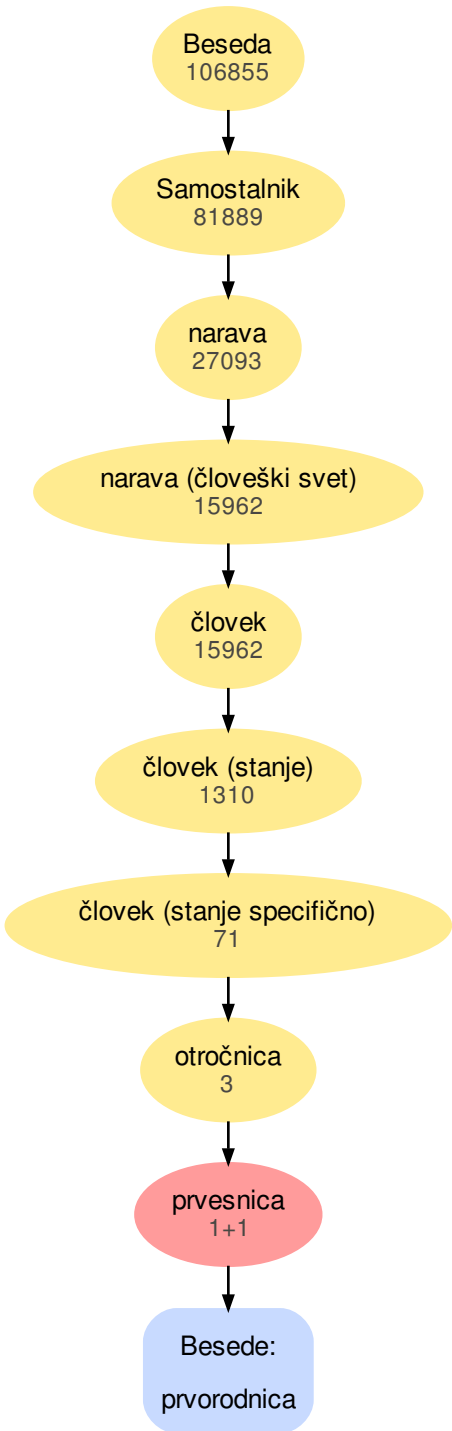 Beseda
106855
Samostalnik
81889
narava
27093
narava (človeški svet)
15962
človek
15962
človek (stanje)
1310
človek (stanje specifično)
71
otročnica
3
prvesnica
1+1
Besede:
prvorodnica